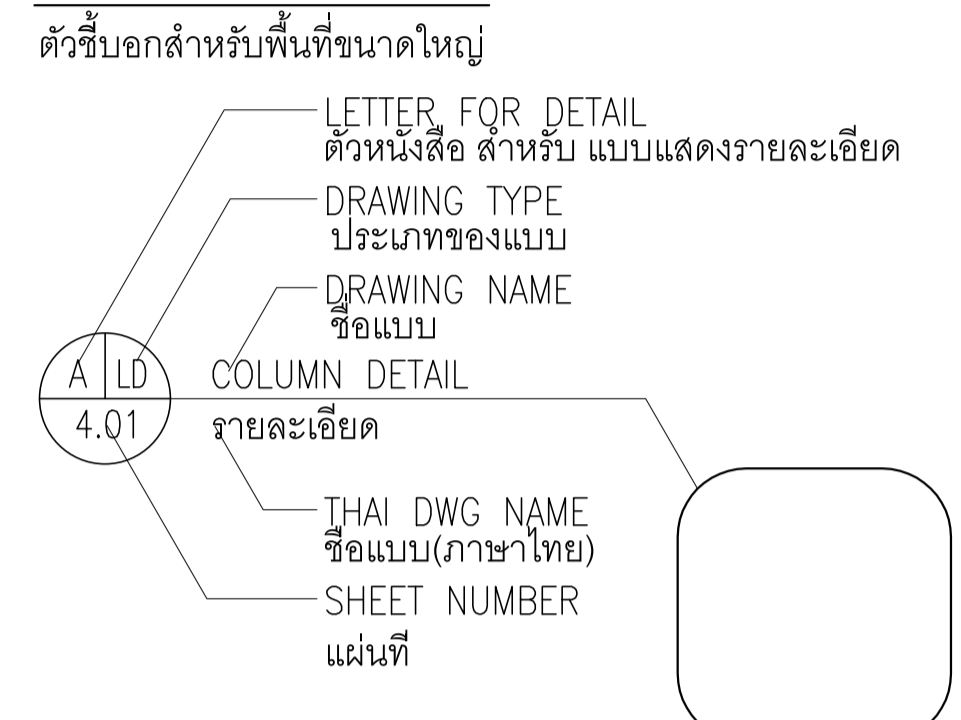 ตัวชี้บอกสำหรับพื้นที่ขนาดใหญ่
LETTER FOR DETAIL
ตัวหนังสือ สำหรับ แบบแสดงรายละเอียด
DRAWING TYPE
ประเภทของแบบ
DRAWING NAME
ชื่อแบบ
A LD
COLUMN DETAIL
4.01
รายละเอียด
THAI DWG NAME
ชื่อแบบ(ภาษาไทย)
SHEET NUMBER
แผ่นที่